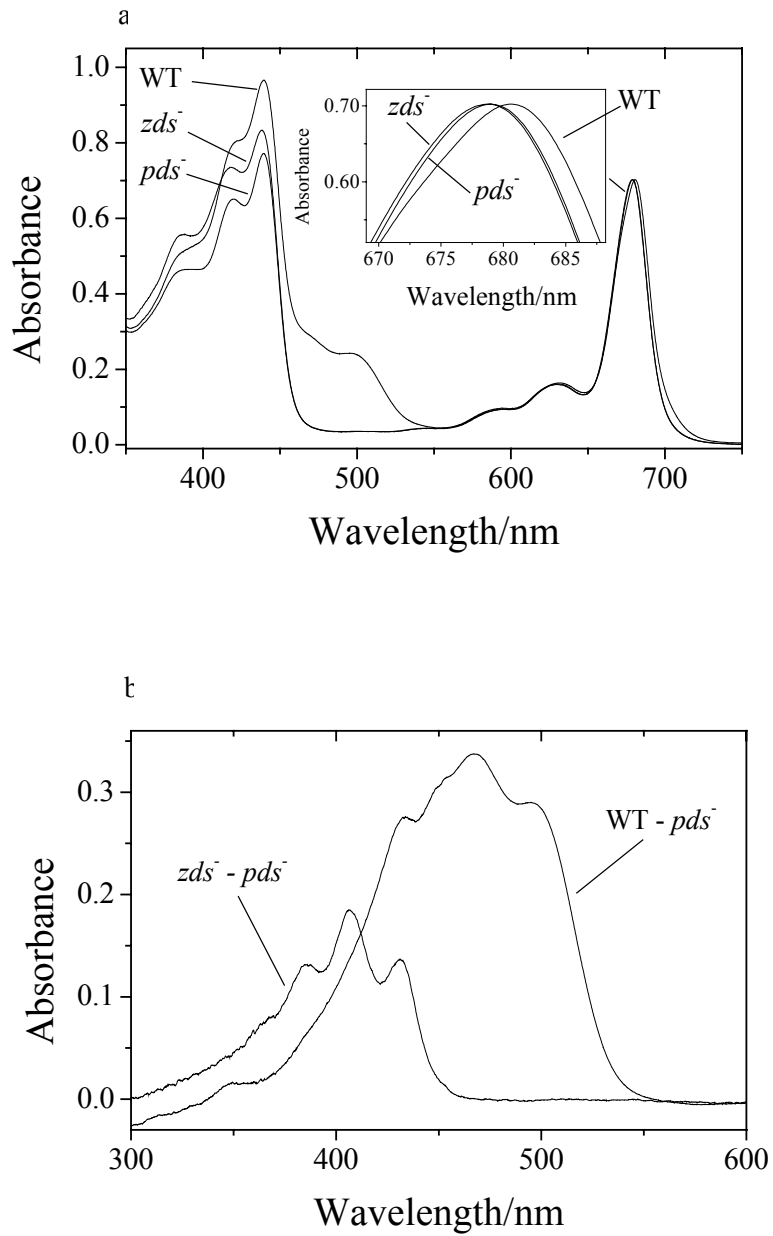 a
1.0
0.8
0.6
0.4
0.2
0.0
Absorbance
400
500
600
700
Wavelength/nm
WT
zds⁻
pds⁻
0.70
0.60
Absorbance
670
675
680
685
Wavelength/nm
zds⁻
pds⁻
WT
b
0.3
0.2
0.1
0.0
Absorbance
300
400
500
600
Wavelength/nm
zds⁻ - pds⁻
WT - pds⁻